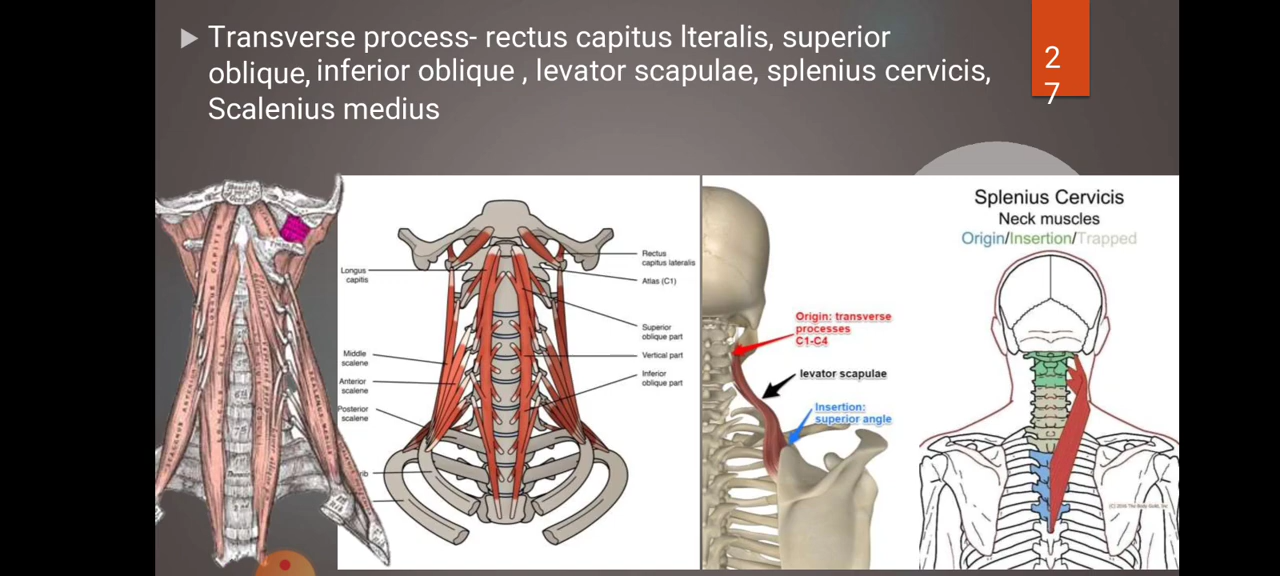 Transverse process- rectus capitus lteralis, superior
oblique, inferior oblique , levator scapulae, splenius cervicis,
Scalenius medius
2
7
Longus
capitis
Middle
scalene
Anterior
scalene
Posterior
scalene
rib
Rectus
capitus lateralis
Atlas (C1)
Superior
oblique part
Vertical part
Inferior
oblique part
Origin: transverse
processes
C1-C4
levator scapulae
Insertion:
superior angle
Splenius Cervicis
Neck muscles
Origin/Insertion/Trapped